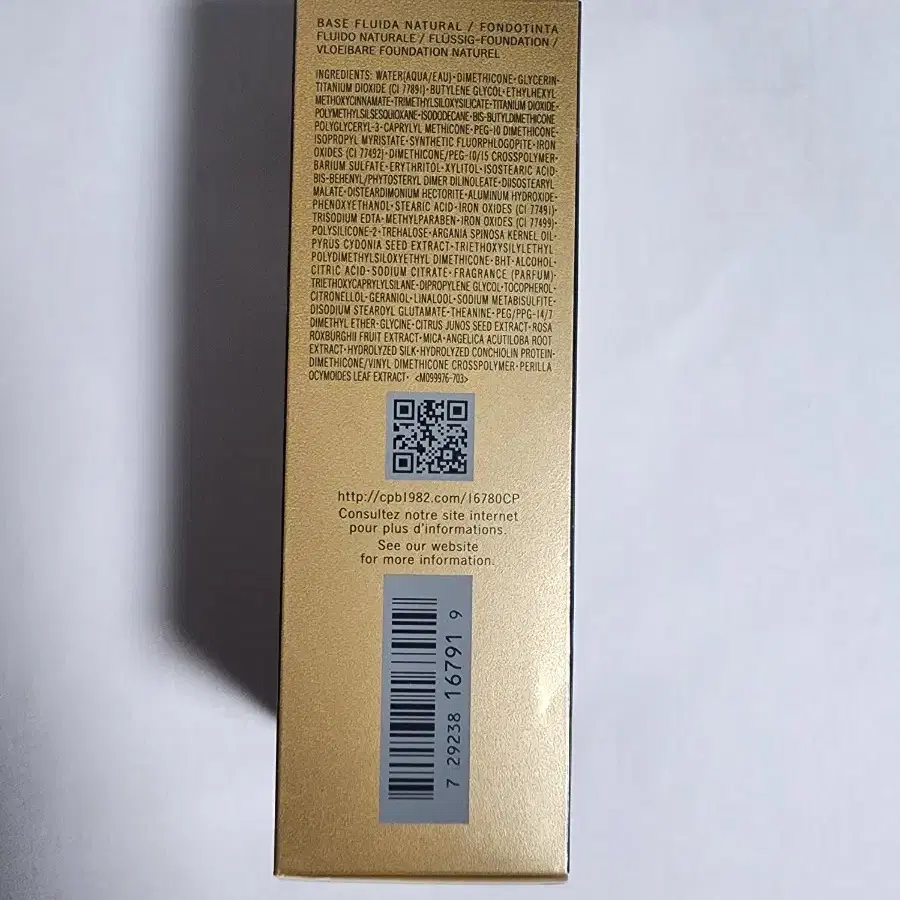 BASE FLUIDA NATURAL / FONDOTINTA
FLUIDO NATURALE / FLÜSSIG-FOUNDATION /
VLOEIBARE FOUNDATION NATUREL
INGREDIENTS: WATER(AQUA/EAU)·DIMETHICONE·GLYCERIN·
TITANIUM DIOXIDE (CI 77891)·BUTYLENE GLYCOL·ETHYLHEXYL
METHOXYCINNAMATE·TRIMETHYLSILOXYSILICATE·TITANIUM DIOXIDE·
POLYMETHYLSILSESQUIOXANE·ISODODECANE·BIS-BUTYLDIMETHICONE
POLYGLYCERYL-3·CAPRYLYL METHICONE·PEG-10 DIMETHICONE·
ISOPROPYL MYRISTATE·SYNTHETIC FLUORPHLOGOPITE·IRON
OXIDES (CI 77492)·DIMETHICONE/PEG-10/15 CROSSPOLYMER·
BARIUM SULFATE·ERYTHRITOL·XYLITOL·ISOSTEARIC ACID·
BIS-BEHENYL/PHYTOSTERYL DIMER DILINOLEATE·DIISOSTEARYL
MALATE·DISTEARDIMONIUM HECTORITE·ALUMINUM HYDROXIDE·
PHENOXYETHANOL·STEARIC ACID·IRON OXIDES (CI 77491)·
TRISODIUM EDTA·METHYLPARABEN·IRON OXIDES (CI 77499)·
POLYSILICONE-2·TREHALOSE·ARGANIA SPINOSA KERNEL OIL·
PYRUS CYDONIA SEED EXTRACT·TRIETHOXYSILYLETHYL
POLYDIMETHYLSILOXYETHYL DIMETHICONE·BHT·ALCOHOL·
CITRIC ACID·SODIUM CITRATE·FRAGRANCE (PARFUM)·
TRIETHOXYCAPRYLYLSILANE·DIPROPYLENE GLYCOL·TOCOPHEROL·
CITRONELLOL·GERANIOL·LINALOOL·SODIUM METABISULFITE·
DISODIUM STEAROYL GLUTAMATE·THEANINE·PEG/PPG-14/7
DIMETHYL ETHER·GLYCINE·CITRUS JUNOS SEED EXTRACT·ROSA
ROXBURGHII FRUIT EXTRACT·MICA·ANGELICA ACUTILOBA ROOT
EXTRACT·HYDROLYZED SILK·HYDROLYZED CONCHIOLIN PROTEIN·
DIMETHICONE/VINYL DIMETHICONE CROSSPOLYMER·PERILLA
OCYMOIDES LEAF EXTRACT· <M099976-703>
http://cpb1982.com/16780CP
Consultez notre site internet
pour plus d'informations.
See our website
for more information.
7 29238 16791 9